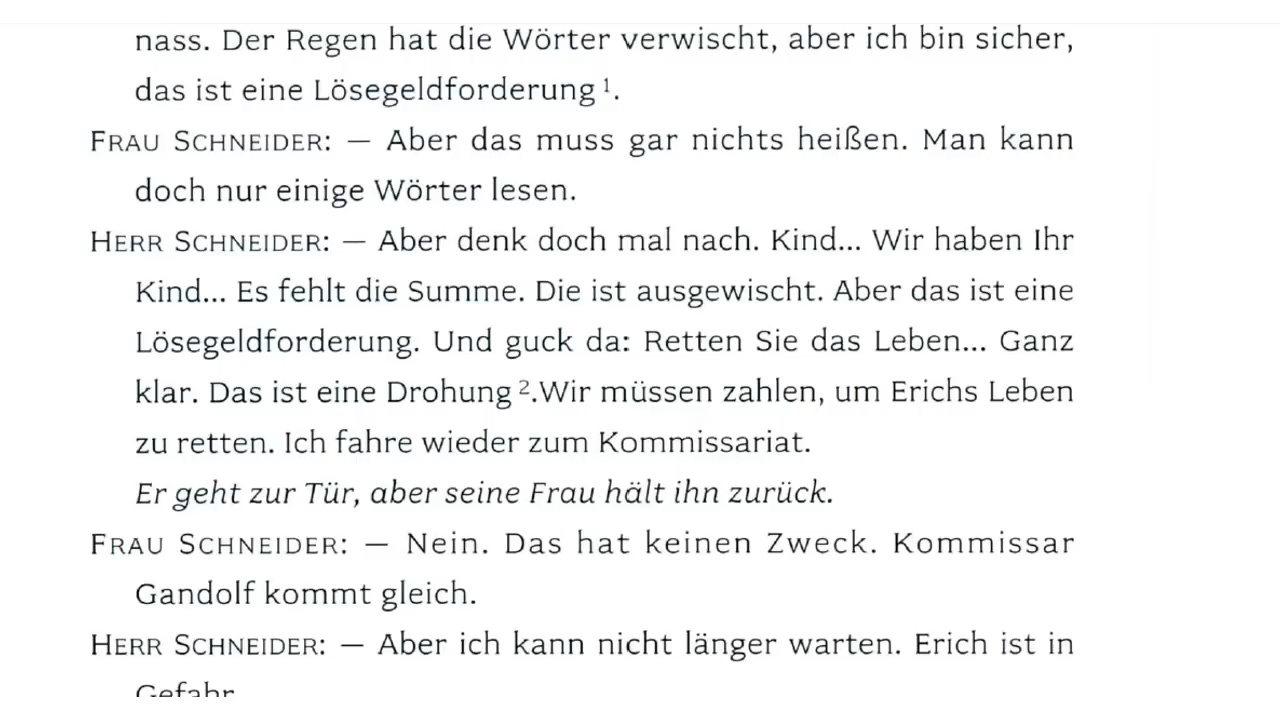 nass. Der Regen hat die Wörter verwischt, aber ich bin sicher,
das ist eine Lösegeldforderung ¹.
FRAU SCHNEIDER: — Aber das muss gar nichts heißen. Man kann
doch nur einige Wörter lesen.
HERR SCHNEIDER: — Aber denk doch mal nach. Kind... Wir haben Ihr
Kind... Es fehlt die Summe. Die ist ausgewischt. Aber das ist eine
Lösegeldforderung. Und guck da: Retten Sie das Leben... Ganz
klar. Das ist eine Drohung ².Wir müssen zahlen, um Erichs Leben
zu retten. Ich fahre wieder zum Kommissariat.
Er geht zur Tür, aber seine Frau hält ihn zurück.
FRAU SCHNEIDER: — Nein. Das hat keinen Zweck. Kommissar
Gandolf kommt gleich.
HERR SCHNEIDER: — Aber ich kann nicht länger warten. Erich ist in
Gefahr